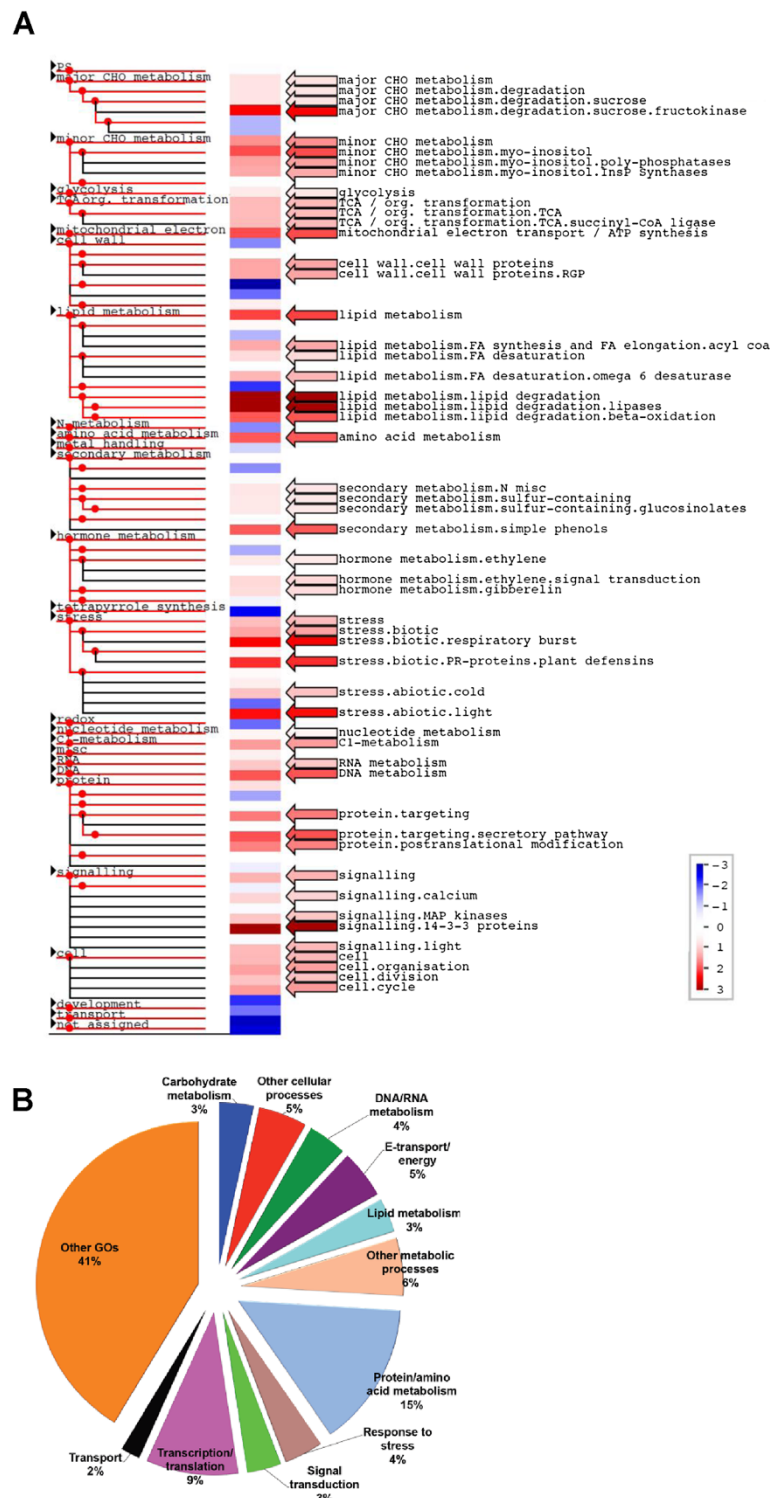 A
PS
major CHO metabolism
major CHO metabolism
major CHO metabolism.degradation
major CHO metabolism.degradation.sucrose
major CHO metabolism.degradation.sucrose.fructokinase
minor CHO metabolism
minor CHO metabolism
minor CHO metabolism.myo-inositol
minor CHO metabolism.myo-inositol.poly-phosphatases
minor CHO metabolism.myo-inositol.InsP Synthases
glycolysis
glycolysis
TCA org. transformation
TCA / org. transformation
TCA / org. transformation.TCA
TCA / org. transformation.TCA.succinyl-CoA ligase
mitochondrial electron
mitochondrial electron transport / ATP synthesis
cell wall
cell wall.cell wall proteins
cell wall.cell wall proteins.RGP
lipid metabolism
lipid metabolism
lipid metabolism.FA synthesis and FA elongation.acyl coa
lipid metabolism.FA desaturation
lipid metabolism.FA desaturation.omega 6 desaturase
lipid metabolism.lipid degradation
lipid metabolism.lipid degradation.lipases
lipid metabolism.lipid degradation.beta-oxidation
N metabolism
amino acid metabolism
amino acid metabolism
metal handling
secondary metabolism
secondary metabolism.N misc
secondary metabolism.sulfur-containing
secondary metabolism.sulfur-containing.glucosinolates
secondary metabolism.simple phenols
hormone metabolism
hormone metabolism.ethylene
hormone metabolism.ethylene.signal transduction
hormone metabolism.gibberelin
tetrapyrrole synthesis
stress
stress
stress.biotic
stress.biotic.respiratory burst
stress.biotic.PR-proteins.plant defensins
stress.abiotic.cold
stress.abiotic.light
redox
nucleotide metabolism
nucleotide metabolism
C1-metabolism
C1-metabolism
misc
RNA
RNA metabolism
DNA
DNA metabolism
protein
protein.targeting
protein.targeting.secretory pathway
protein.postranslational modification
signalling
signalling
signalling.calcium
signalling.MAP kinases
signalling.14-3-3 proteins
signalling.light
cell
cell
cell.organisation
cell.division
cell.cycle
development
transport
not assigned
-3
-2
-1
0
1
2
3
B
Carbohydrate
metabolism
3%
Other cellular
processes
5%
DNA/RNA
metabolism
4%
E-transport/
energy
5%
Lipid metabolism
3%
Other metabolic
processes
6%
Protein/amino
acid metabolism
15%
Response to
stress
4%
Signal
transduction
3%
Transcription/
translation
9%
Transport
2%
Other GOs
41%